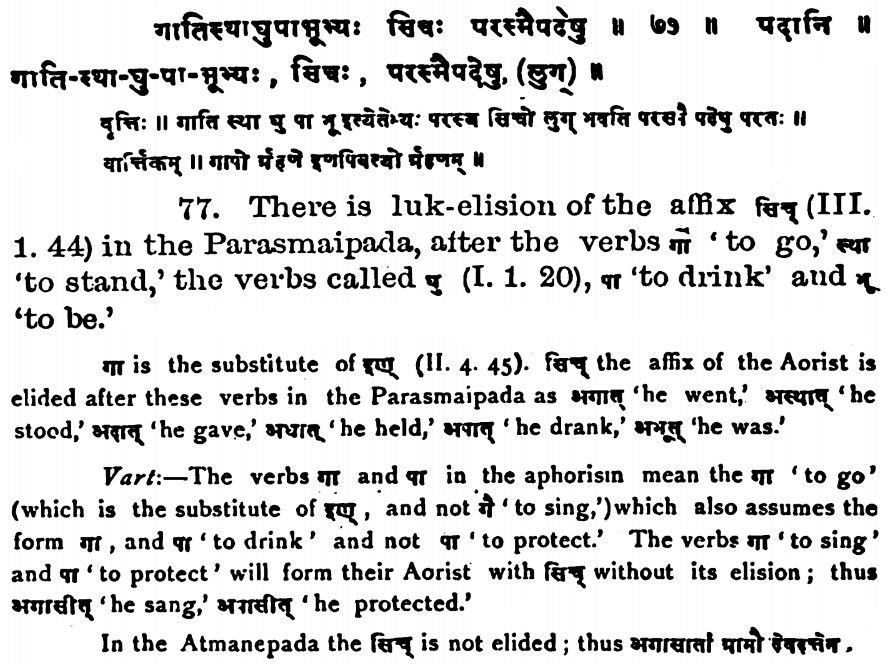 गातिस्थाघुपाभूभ्यः सिचः परस्मैपदेषु ॥ ७७ ॥ पदानि ॥
गाति-स्था-घु-पा-भूभ्यः , सिचः , परस्मैपदेषु, (लुग्) ॥
वृत्तिः ॥ गाति स्था घु पा भू इत्येतेभ्यः परस्य सिचो लुग् भवति परस्मै पदेषु परतः ॥
वार्त्तिकम् ॥ गापो र्महणे इणपिबत्यो र्महणम् ॥
77. There is luk-elision of the affix सिच् (III.
1. 44) in the Parasmaipada, after the verbs गा 'to go,' स्था
'to stand,' the verbs called घु (I. 1. 20), पा 'to drink' and भू
'to be.'
गा is the substitute of इण् (II. 4. 45). सिच् the affix of the Aorist is
elided after these verbs in the Parasmaipada as अगात् 'he went,' अस्थात् 'he
stood,' अदात् 'he gave,' अधात् 'he held,' अपात् 'he drank,' अभूत् 'he was.'
Vart:—The verbs गा and पा in the aphorism mean the गा 'to go'
(which is the substitute of इण् , and not गै 'to sing,') which also assumes the
form गा , and पा 'to drink' and not पा 'to protect.' The verbs गा 'to sing'
and पा 'to protect' will form their Aorist with सिच् without its elision ; thus
अगासीत् 'he sang,' अपासीत् 'he protected.'
In the Atmanepada the सिच् is not elided ; thus अगासातां ग्रामौ देवदत्तेन .